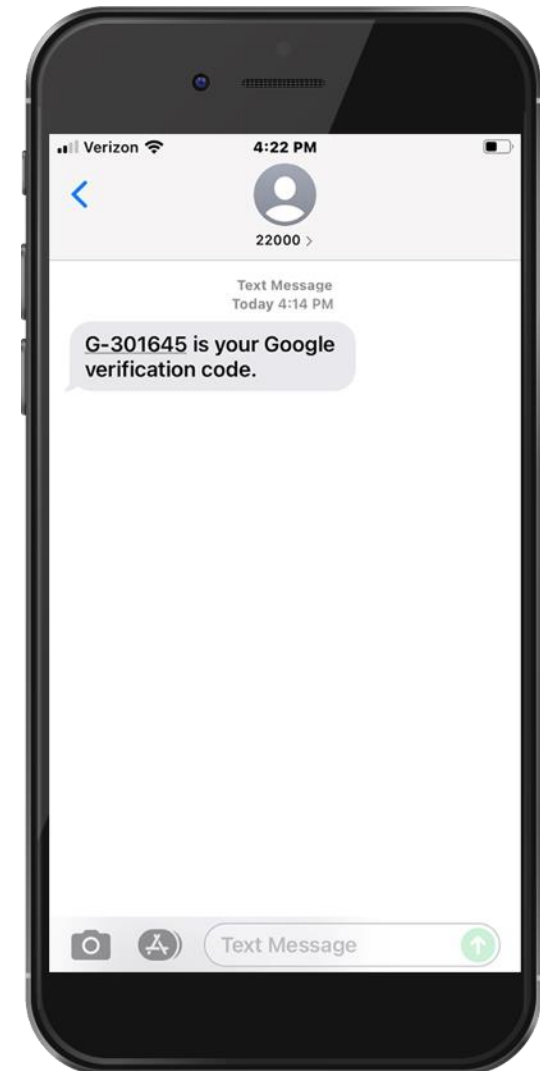 Verizon
4:22 PM
22000 >
Text Message
Today 4:14 PM
G-301645 is your Google
verification code.
Text Message